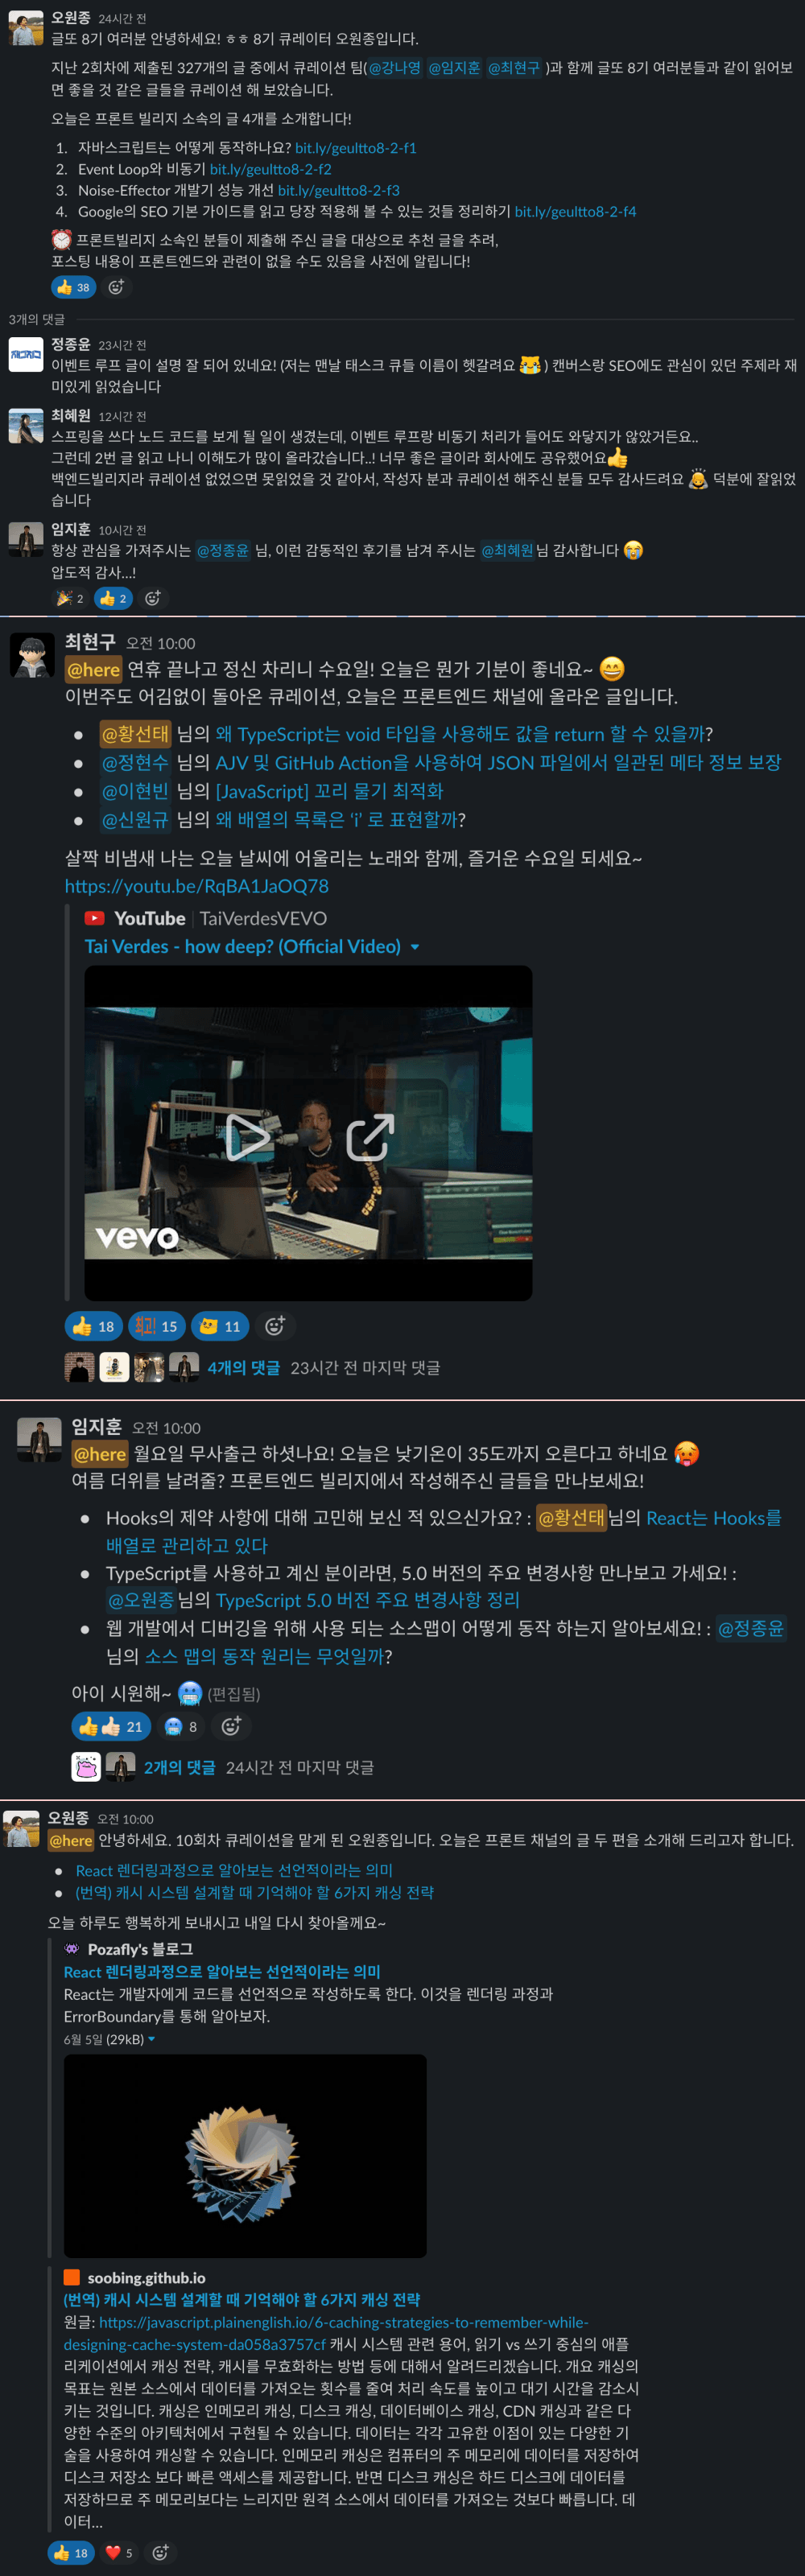 오원종 24시간 전
글또 8기 여러분 안녕하세요! ㅎㅎ 8기 큐레이터 오원종입니다.
지난 2회차에 제출된 327개의 글 중에서 큐레이션 팀(@강나영 @임지훈 @최현구 )과 함께 글또 8기 여러분들과 같이 읽어보
면 좋을 것 같은 글들을 큐레이션 해 보았습니다.
오늘은 프론트 빌리지 소속의 글 4개를 소개합니다!
1. 자바스크립트는 어떻게 동작하나요? bit.ly/geultto8-2-f1
2. Event Loop와 비동기 bit.ly/geultto8-2-f2
3. Noise-Effector 개발기 성능 개선 bit.ly/geultto8-2-f3
4. Google의 SEO 기본 가이드를 읽고 당장 적용해 볼 수 있는 것들 정리하기 bit.ly/geultto8-2-f4
⏰ 프론트빌리지 소속인 분들이 제출해 주신 글을 대상으로 추천 글을 추려,
포스팅 내용이 프론트엔드와 관련이 없을 수도 있음을 사전에 알립니다!
👍 38
3개의 댓글
정종윤 23시간 전
이벤트 루프 글이 설명 잘 되어 있네요! (저는 맨날 태스크 큐들 이름이 헷갈려요 😹 ) 캔버스랑 SEO에도 관심이 있던 주제라 재
미있게 읽었습니다
최혜원 12시간 전
스프링을 쓰다 노드 코드를 보게 될 일이 생겼는데, 이벤트 루프랑 비동기 처리가 들어도 와닿지가 않았거든요..
그런데 2번 글 읽고 나니 이해도가 많이 올라갔습니다..! 너무 좋은 글이라 회사에도 공유했어요👍
백엔드빌리지라 큐레이션 없었으면 못읽었을 것 같아서, 작성자 분과 큐레이션 해주신 분들 모두 감사드려요 🙇 덕분에 잘읽었
습니다
임지훈 10시간 전
항상 관심을 가져주시는 @정종윤 님, 이런 감동적인 후기를 남겨 주시는 @최혜원 님 감사합니다 😭
압도적 감사...!
🎉 2 👍 2
최현구 오전 10:00
@here 연휴 끝나고 정신 차리니 수요일! 오늘은 뭔가 기분이 좋네요~ 😄
이번주도 어김없이 돌아온 큐레이션, 오늘은 프론트엔드 채널에 올라온 글입니다.
• @황선태 님의 왜 TypeScript는 void 타입을 사용해도 값을 return 할 수 있을까?
• @정현수 님의 AJV 및 GitHub Action을 사용하여 JSON 파일에서 일관된 메타 정보 보장
• @이현빈 님의 [JavaScript] 꼬리 물기 최적화
• @신원규 님의 왜 배열의 목록은 ‘i’ 로 표현할까?
살짝 비냄새 나는 오늘 날씨에 어울리는 노래와 함께, 즐거운 수요일 되세요~
https://youtu.be/RqBA1JaOQ78
YouTube | TaiVerdesVEVO
Tai Verdes - how deep? (Official Video)
vevo
👍 18 최고! 15 11
4개의 댓글 23시간 전 마지막 댓글
임지훈 오전 10:00
@here 월요일 무사출근 하셧나요! 오늘은 낮기온이 35도까지 오른다고 하네요 🥵
여름 더위를 날려줄? 프론트엔드 빌리지에서 작성해주신 글들을 만나보세요!
• Hooks의 제약 사항에 대해 고민해 보신 적 있으신가요? : @황선태님의 React는 Hooks를
배열로 관리하고 있다
• TypeScript를 사용하고 계신 분이라면, 5.0 버전의 주요 변경사항 만나보고 가세요! :
@오원종님의 TypeScript 5.0 버전 주요 변경사항 정리
• 웹 개발에서 디버깅을 위해 사용 되는 소스맵이 어떻게 동작 하는지 알아보세요! : @정종윤
님의 소스 맵의 동작 원리는 무엇일까?
아이 시원해~ 🥶 (편집됨)
👍👍🏻 21 🥶 8
2개의 댓글 24시간 전 마지막 댓글
오원종 오전 10:00
@here 안녕하세요. 10회차 큐레이션을 맡게 된 오원종입니다. 오늘은 프론트 채널의 글 두 편을 소개해 드리고자 합니다.
• React 렌더링과정으로 알아보는 선언적이라는 의미
• (번역) 캐시 시스템 설계할 때 기억해야 할 6가지 캐싱 전략
오늘 하루도 행복하게 보내시고 내일 다시 찾아올께요~
Pozafly's 블로그
React 렌더링과정으로 알아보는 선언적이라는 의미
React는 개발자에게 코드를 선언적으로 작성하도록 한다. 이것을 렌더링 과정과
ErrorBoundary를 통해 알아보자.
6월 5일 (29kB)
soobing.github.io
(번역) 캐시 시스템 설계할 때 기억해야 할 6가지 캐싱 전략
원글: https://javascript.plainenglish.io/6-caching-strategies-to-remember-while-
designing-cache-system-da058a3757cf 캐시 시스템 관련 용어, 읽기 vs 쓰기 중심의 애플
리케이션에서 캐싱 전략, 캐시를 무효화하는 방법 등에 대해서 알려드리겠습니다. 개요 캐싱의
목표는 원본 소스에서 데이터를 가져오는 횟수를 줄여 처리 속도를 높이고 대기 시간을 감소시
키는 것입니다. 캐싱은 인메모리 캐싱, 디스크 캐싱, 데이터베이스 캐싱, CDN 캐싱과 같은 다
양한 수준의 아키텍처에서 구현될 수 있습니다. 데이터는 각각 고유한 이점이 있는 다양한 기
술을 사용하여 캐싱할 수 있습니다. 인메모리 캐싱은 컴퓨터의 주 메모리에 데이터를 저장하여
디스크 저장소 보다 빠른 액세스를 제공합니다. 반면 디스크 캐싱은 하드 디스크에 데이터를
저장하므로 주 메모리보다는 느리지만 원격 소스에서 데이터를 가져오는 것보다 빠릅니다. 데
이터...
👍 18 ❤️ 5